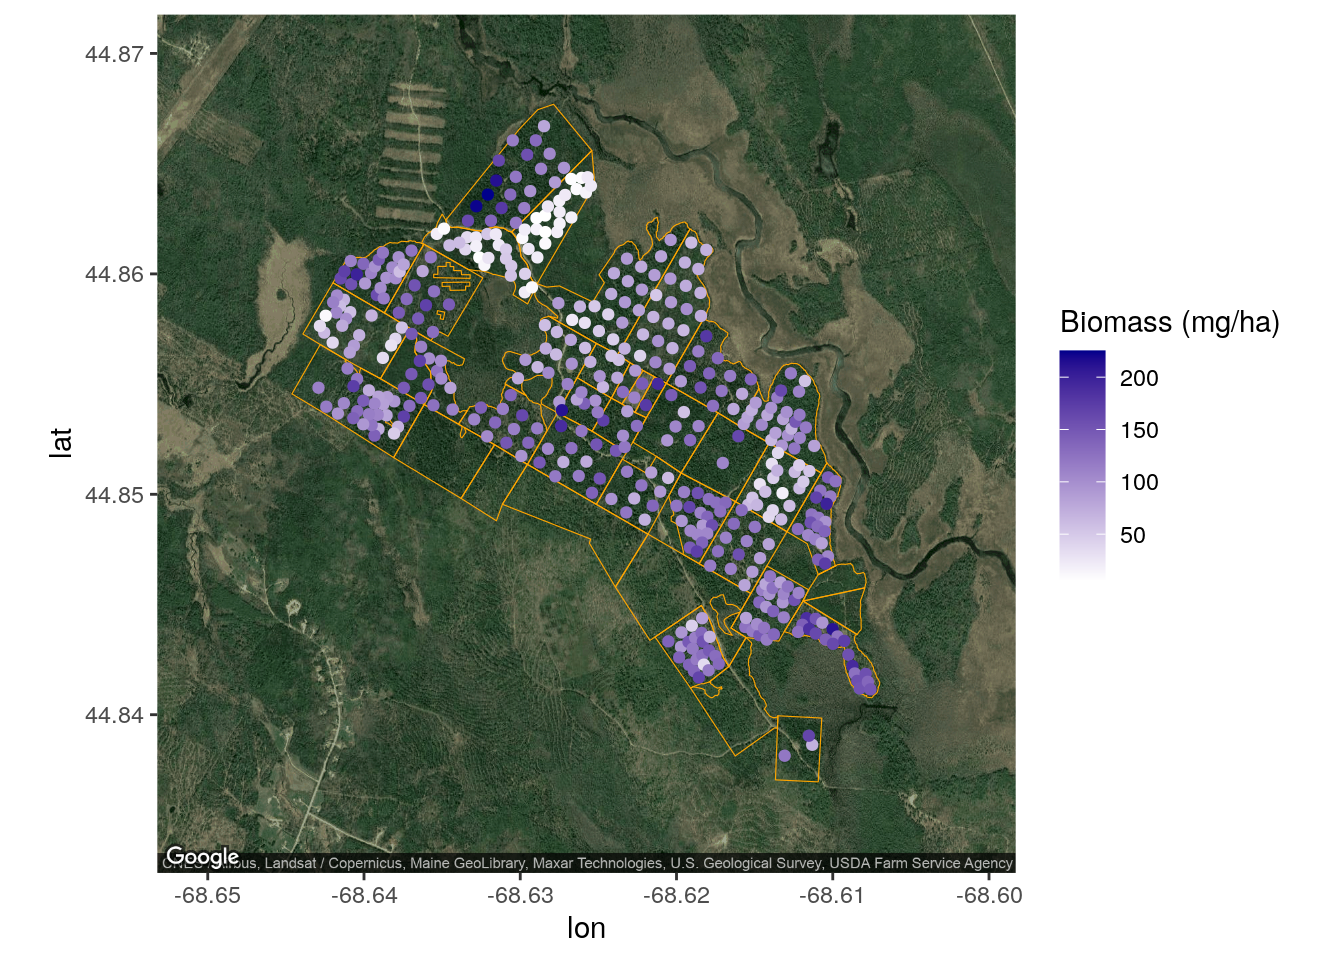 44.87
44.86
44.85
44.84
lat
-68.65
-68.64
-68.63
-68.62
-68.61
-68.60
lon
Biomass (mg/ha)
200
150
100
50
Google
Landsat / Copernicus, Maine GeoLibrary, Maxar Technologies, U.S. Geological Survey, USDA Farm Service Agency